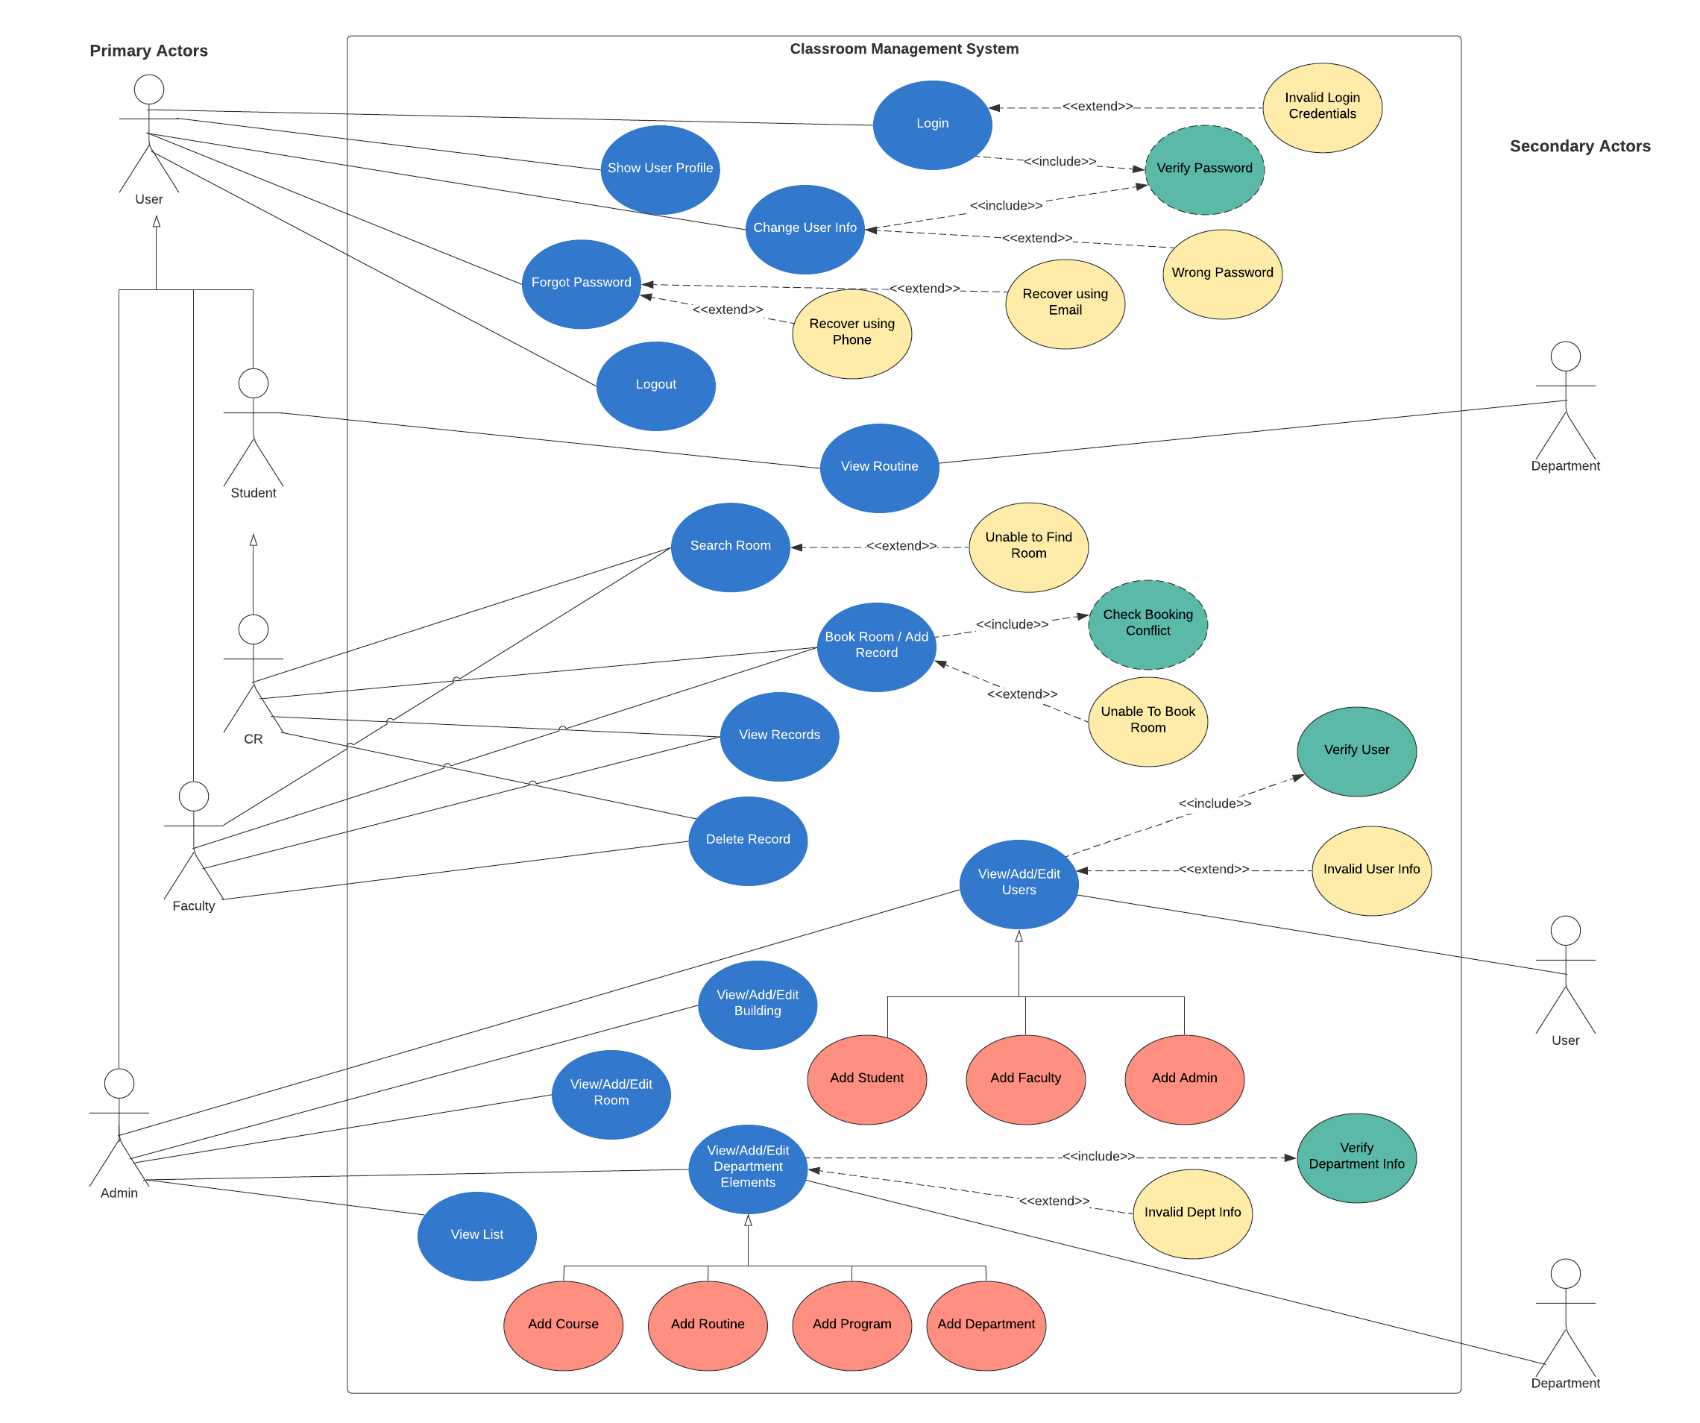 Primary Actors
Classroom Management System
Secondary Actors
User
Login
<<extend>>
Invalid Login
Credentials
<<include>>
Verify Password
Show User Profile
Change User Info
<<include>>
<<extend>>
Wrong Password
Forgot Password
<<extend>>
Recover using
Email
<<extend>>
Recover using
Phone
Logout
Student
View Routine
Department
Search Room
<<extend>>
Unable to Find
Room
CR
Book Room / Add
Record
<<include>>
Check Booking
Conflict
<<extend>>
Unable To Book
Room
View Records
Verify User
<<include>>
Faculty
Delete Record
View/Add/Edit
Users
<<extend>>
Invalid User Info
User
View/Add/Edit
Building
Add Student
Add Faculty
Add Admin
View/Add/Edit
Room
Admin
View/Add/Edit
Department
Elements
<<include>>
Verify
Department Info
<<extend>>
Invalid Dept Info
View List
Add Course
Add Routine
Add Program
Add Department
Department